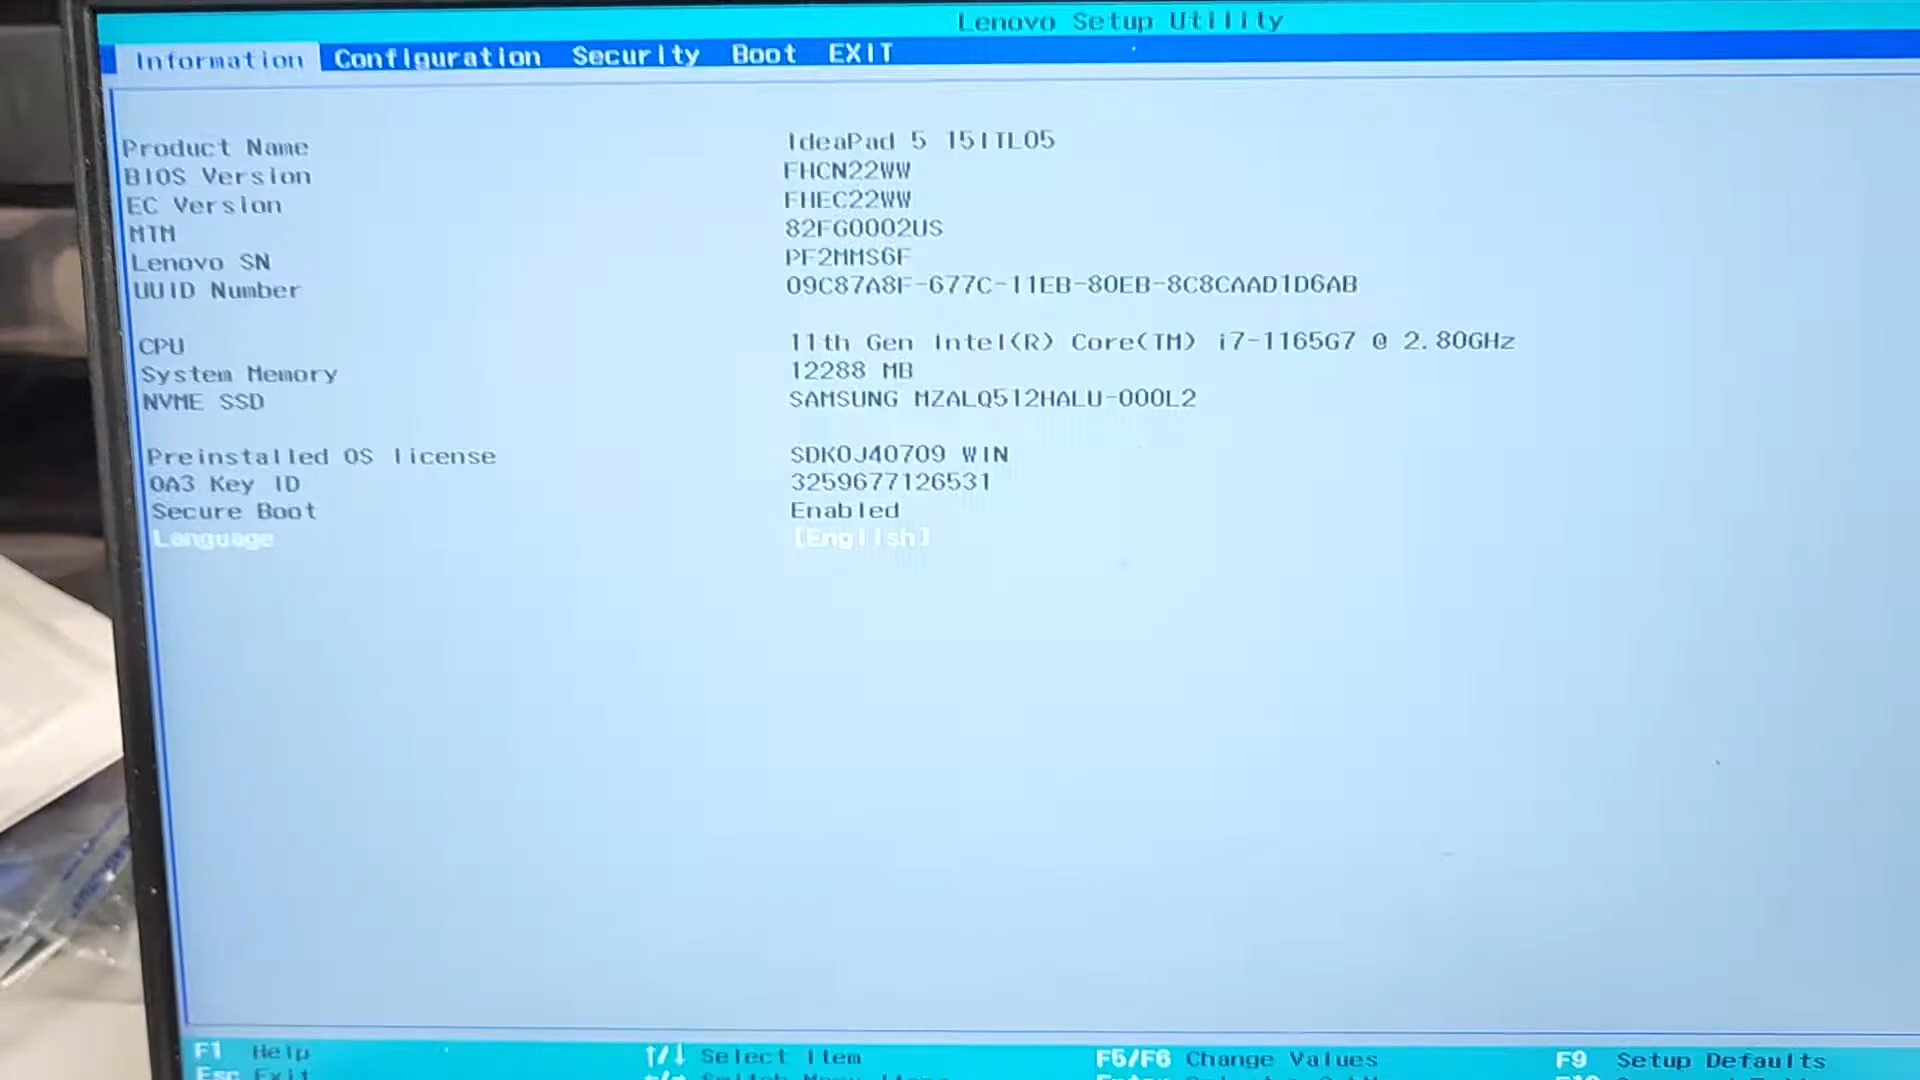 Lenovo Setup Utility
Information Configuration Security Boot EXIT
Product Name IdeaPad 5 15ITL05
BIOS Version FHCN22WW
EC Version FHEC22WW
MTM 82FG0002US
Lenovo SN PF2MMS6F
UUID Number 09C87A8F-677C-11EB-80EB-8C8CAAD1D6AB
CPU 11th Gen Intel(R) Core(TM) i7-1165G7 @ 2.80GHz
System Memory 12288 MB
NVME SSD SAMSUNG MZALQ512HALU-000L2
Preinstalled OS license SDK0J40709 WIN
OA3 Key ID 3259677126531
Secure Boot Enabled
Language [English]
F1 Help ↑/↓ Select Item F5/F6 Change Values F9 Setup Defaults
Esc Exit